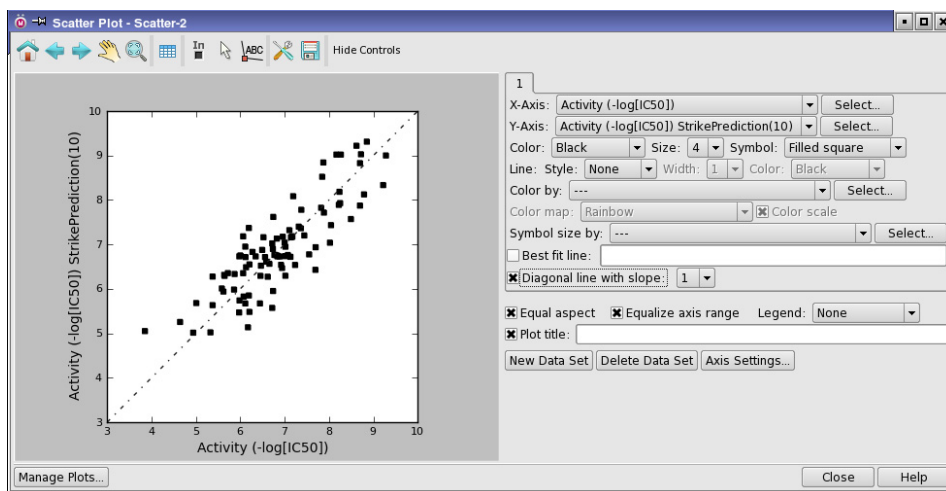 Scatter Plot - Scatter-2
In
ABC
Hide Controls
1
X-Axis: Activity (-log[IC50]) Select...
Y-Axis: Activity (-log[IC50]) StrikePrediction(10) Select...
Color: Black Size: 4 Symbol: Filled square
Line: Style: None Width: 1 Color: Black
Color by: --- Select...
Color map: Rainbow Color scale
Symbol size by: --- Select...
Best fit line:
Diagonal line with slope: 1
Equal aspect Equalize axis range Legend: None
Plot title:
New Data Set Delete Data Set Axis Settings...
Activity (-log[IC50]) StrikePrediction(10)
10
9
8
7
6
5
4
3
3 4 5 6 7 8 9 10
Activity (-log[IC50])
Manage Plots... Close Help